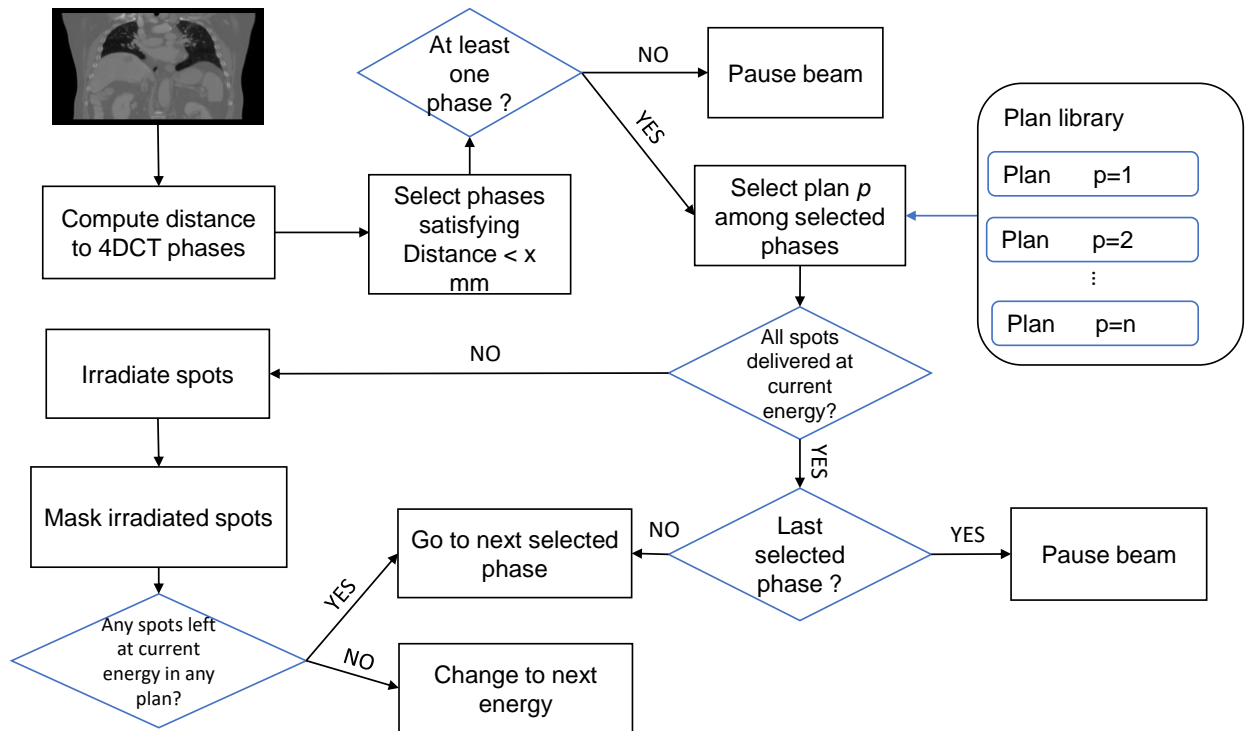 At least
one
phase ?
NO
Pause beam
YES
Plan library
Plan p=1
Plan p=2
⋮
Plan p=n
Compute distance
to 4DCT phases
Select phases
satisfying
Distance < x
mm
Select plan p
among selected
phases
All spots
delivered at
current
energy?
NO
Irradiate spots
YES
Mask irradiated spots
Go to next selected
phase
NO
Last
selected
phase ?
YES
Pause beam
Any spots left
at current
energy in any
plan?
YES
NO
Change to next
energy